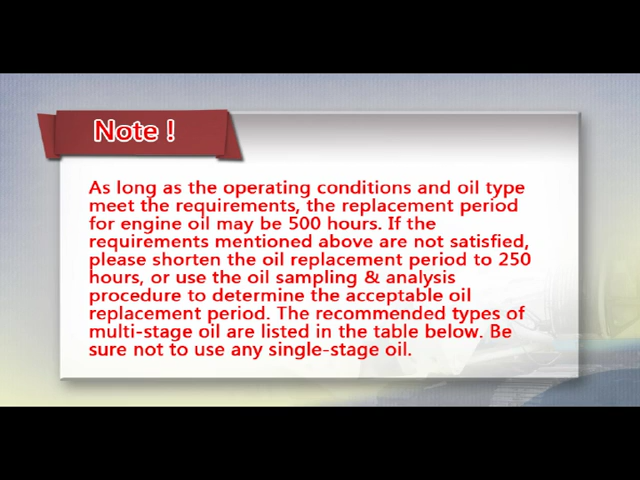 Note !
As long as the operating conditions and oil type
meet the requirements, the replacement period
for engine oil may be 500 hours. If the
requirements mentioned above are not satisfied,
please shorten the oil replacement period to 250
hours, or use the oil sampling & analysis
procedure to determine the acceptable oil
replacement period. The recommended types of
multi-stage oil are listed in the table below. Be
sure not to use any single-stage oil.